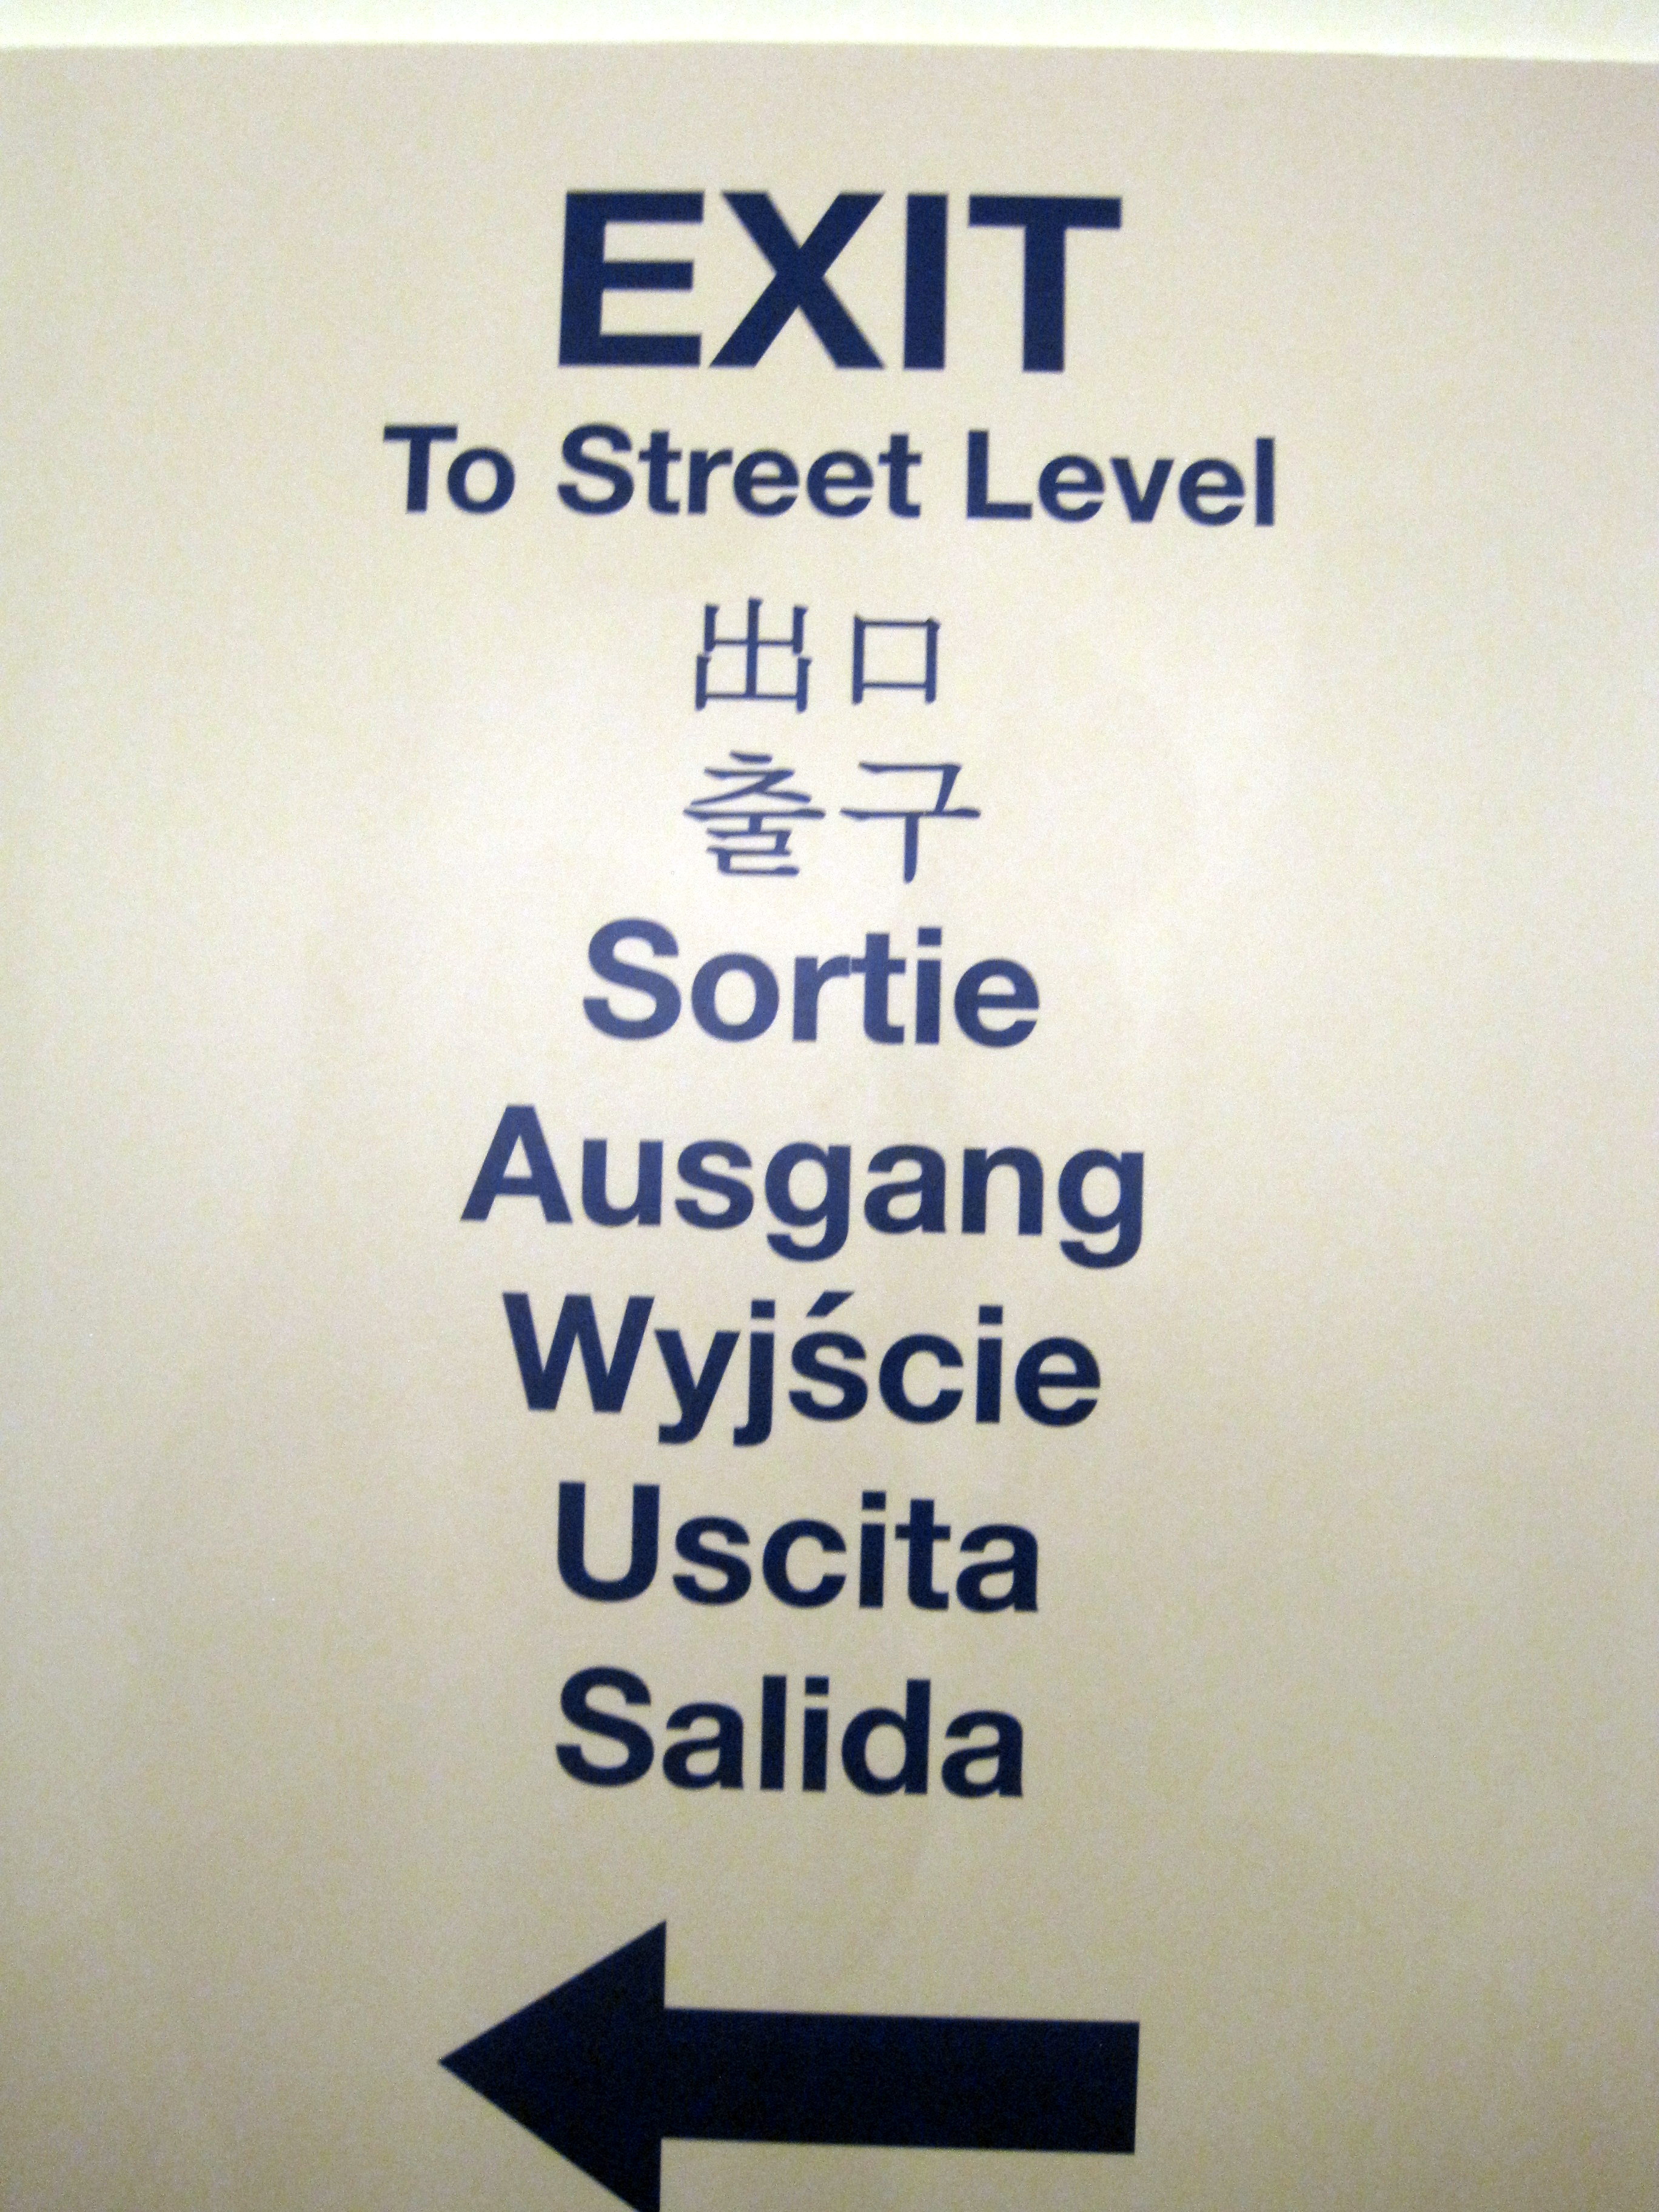 EXIT
To Street Level
出口
출구
Sortie
Ausgang
Wyjście
Uscita
Salida